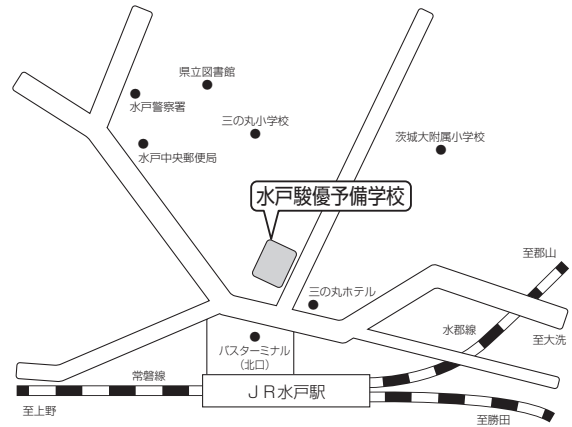 県立図書館
水戸警察署
三の丸小学校
茨城大附属小学校
水戸中央郵便局
水戸駿優予備学校
至郡山
三の丸ホテル
水郡線
至大洗
バスターミナル
(北口)
常磐線
JR水戸駅
至上野
至勝田